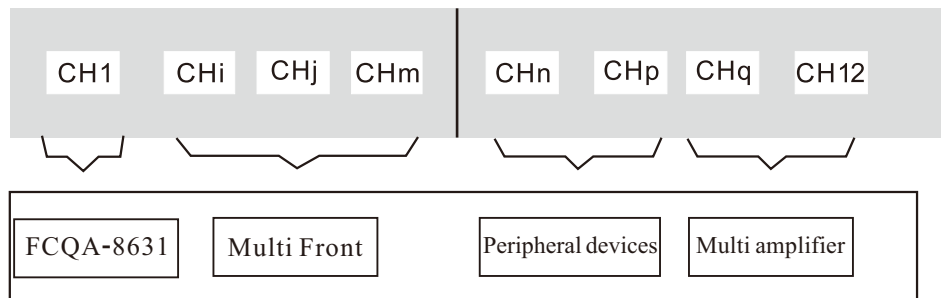 CH1 CHi CHj CHm CHn CHp CHq CH12
FCQA-8631 Multi Front Peripheral devices Multi amplifier